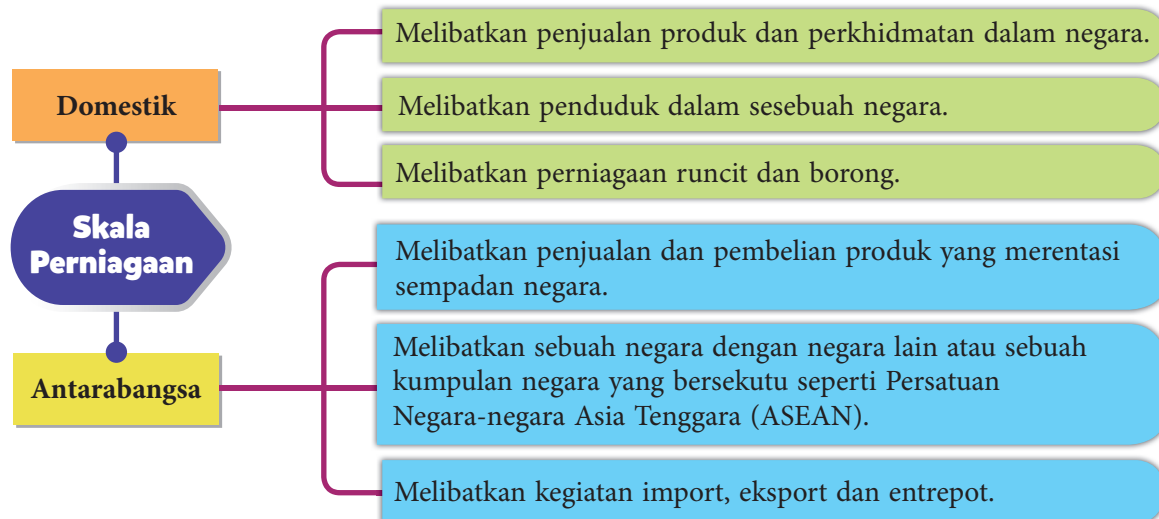 Melibatkan penjualan produk dan perkhidmatan dalam negara.
Domestik
Melibatkan penduduk dalam sesebuah negara.
Melibatkan perniagaan runcit dan borong.
Skala
Perniagaan
Melibatkan penjualan dan pembelian produk yang merentasi
sempadan negara.
Antarabangsa
Melibatkan sebuah negara dengan negara lain atau sebuah
kumpulan negara yang bersekutu seperti Persatuan
Negara-negara Asia Tenggara (ASEAN).
Melibatkan kegiatan import, eksport dan entrepot.